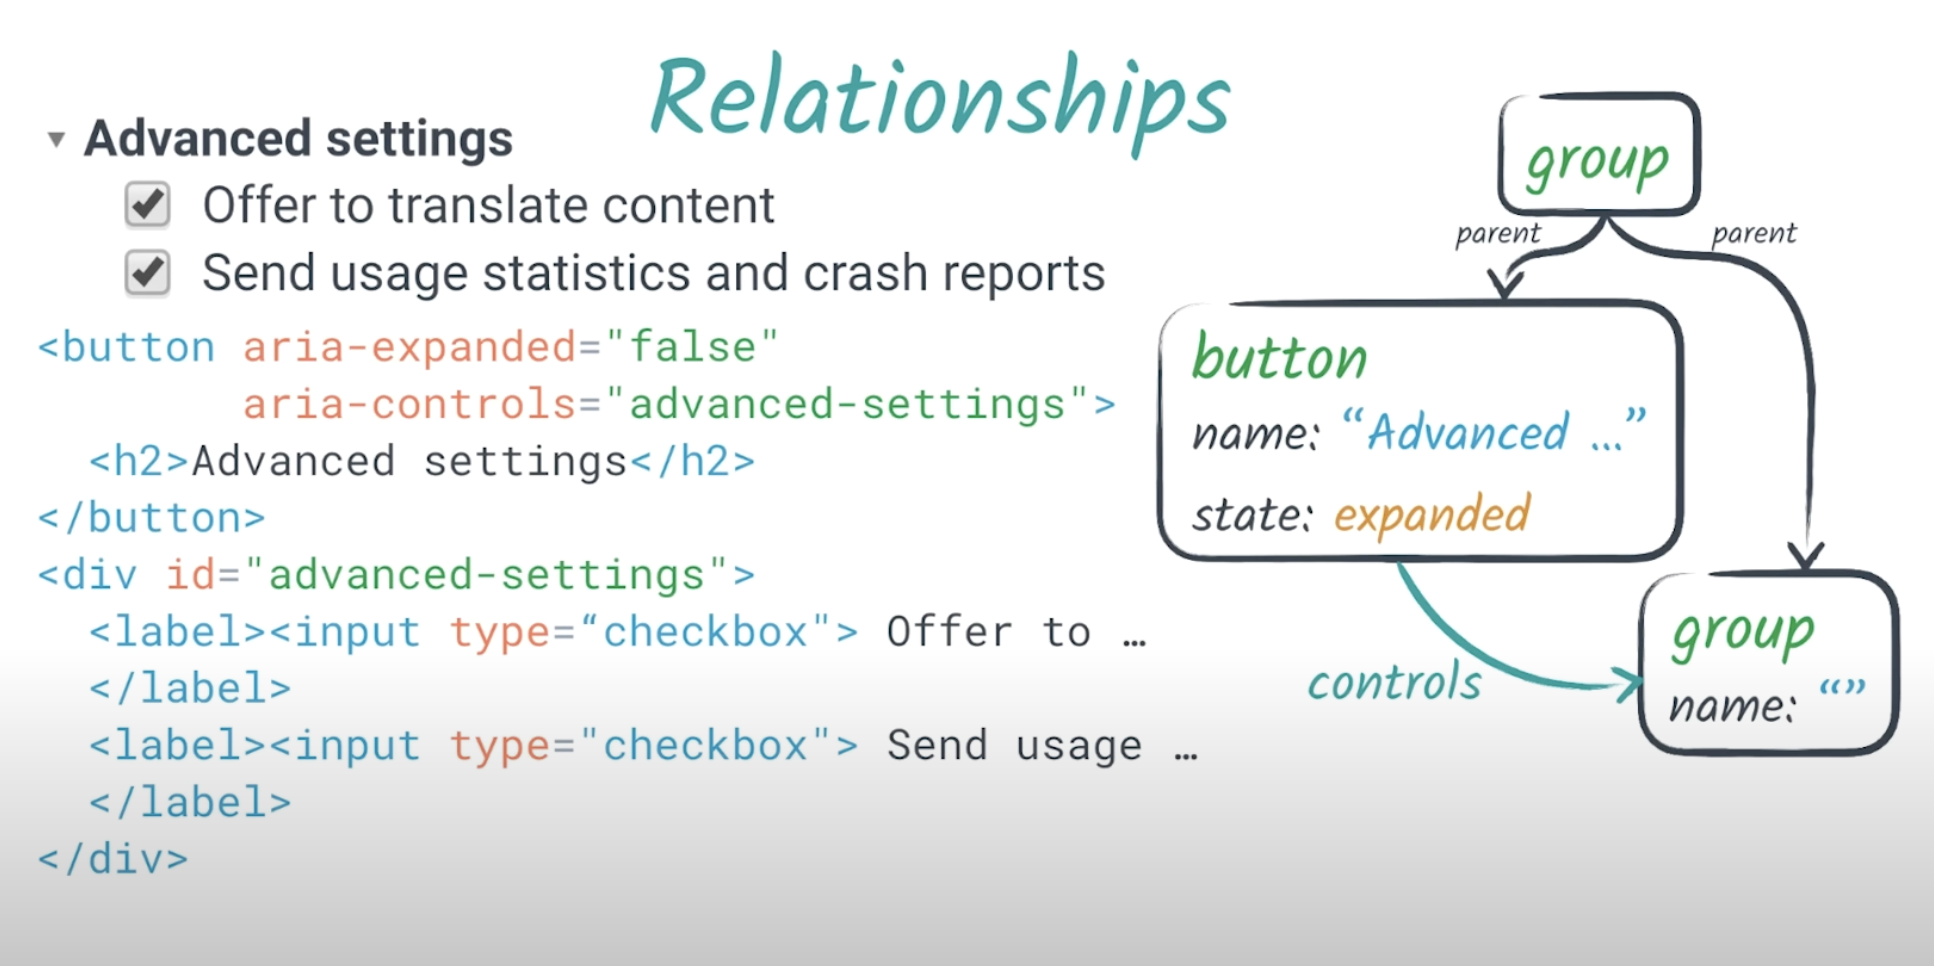 Relationships
Advanced settings
Offer to translate content
Send usage statistics and crash reports
<button aria-expanded="false"
aria-controls="advanced-settings">
<h2>Advanced settings</h2>
</button>
<div id="advanced-settings">
<label><input type=“checkbox"> Offer to …
</label>
<label><input type="checkbox"> Send usage …
</label>
</div>
group
parent
parent
button
name: “Advanced ...”
state: expanded
controls
group
name: “”